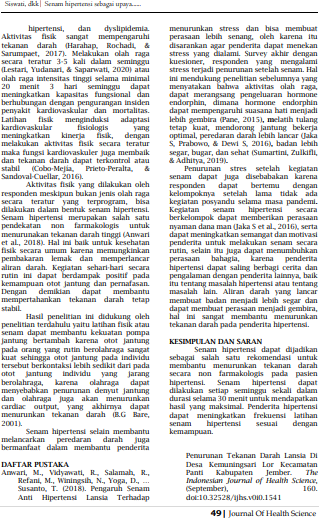 Siswati, dkk | Senam hipertensi sebagai upaya......
hipertensi, dan dyslipidemia.
Aktivitas fisik sangat mempengaruhi
tekanan darah (Harahap, Rochadi, &
Sarumpaet, 2017). Melakukan olah raga
secara teratur 3-5 kali dalam seminggu
(Lestari, Yudanari, & Saparwati, 2020) atau
olah raga intensitas tinggi selama minimal
20 menit 3 hari seminggu dapat
meningkatkan kapasitas fungsional dan
berhubungan dengan pengurangan insiden
penyakit kardiovaskular dan mortalitas.
Latihan fisik menginduksi adaptasi
kardiovaskular fisiologis yang
meningkatkan kinerja fisik. dengan
melakukan aktivitas fisik secara teratur
maka fungsi kardiovaskuler juga membaik
dan tekanan darah dapat terkontrol atau
stabil (Cobo-Mejia, Prieto-Peralta, &
Sandoval-Cuellar, 2016).
Aktivitas fisik yang dilakukan oleh
responden meskipun bukan jenis olah raga
secara teratur yang terprogram, bisa
dilakukan dalam bentuk senam hipertensi.
Senam hipertensi merupakan salah satu
pendekatan non farmakologis untuk
menurunkan tekanan darah tinggi (Anwari
et al., 2018). Hal ini baik untuk kesehatan
fisik secara umum karena memungkinkan
pembakaran lemak dan memperlancar
aliran darah. Kegiatan sehari-hari secara
rutin ini dapat berdampak positif pada
kemampuan otot jantung dan pernafasan.
Dengan demikian dapat membantu
mempertahankan tekanan darah tetap
stabil.
Hasil penelitian ini didukung oleh
penelitian terdahulu yaitu latihan fisik atau
senam dapat membantu kekuatan pompa
jantung bertambah karena otot jantung
pada orang yang rutin berolahraga sangat
kuat sehingga otot jantung pada individu
tersebut berkontaksi lebih sedikit dari pada
otot jantung individu yang jarang
berolahraga, karena olahraga dapat
menyebabkan penurunan denyut jantung
dan olahraga juga akan menurunkan
cardiac output, yang akhirnya dapat
menurunkan tekanan darah (R.G Bare,
2001).
Senam hipertensi selain membantu
melancarkan peredaran darah juga
bermanfaat dalam membantu penderita
menurunkan stress dan bisa membuat
perasaan lebih senang, oleh karena itu
disarankan agar penderita dapat menekan
stress yang dialami. Survey akhir dengan
kuesioner, responden yang mengalami
stress terjadi penurunan setelah senam. Hal
ini mendukung penelitian sebelumnya yang
menyatakan bahwa aktivitas olah raga,
dapat merangsang pengeluaran hormon
endorphin, dimana hormone endorphin
dapat mempengaruhi suasana hati menjadi
lebih gembira (Pane, 2015), melatih tulang
tetap kuat, mendorong jantung bekerja
optimal, peredaran darah lebih lancar (Jaka
S, Prabowo, & Dewi S, 2016), badan lebih
segar, bugar, dan sehat (Sumartini, Zulkifli,
& Adhitya, 2019).
Penurunan stres setelah kegiatan
senam dapat juga disebabkan karena
responden dapat bertemu dengan
kelompoknya setelah lama tidak ada
kegiatan posyandu selama masa pandemi.
Kegiatan senam hipertensi secara
berkelompok dapat memberikan perasaan
nyaman dana man (Jaka S et al., 2016), serta
dapat meningkatkan semangat dan motivasi
penderita untuk melakukan senam secara
rutin, selain itu juga dapat menumbuhkan
perasaan bahagia, karena penderita
hipertensi dapat saling berbagi cerita dan
pengalaman dengan penderita lainnya, baik
itu tentang masalah hipertensi atau tentang
masalah lain. Aliran darah yang lancar
membuat badan menjadi lebih segar dan
dapat membuat perasaan menjadi gembira,
hal ini sangat membantu menurunkan
tekanan darah pada penderita hipertensi.
KESIMPULAN DAN SARAN
Senam hipertensi dapat dijadikan
sebagai salah satu rekomendasi untuk
membantu menurunkan tekanan darah
secara non farmakologis pada pasien
hipertensi. Senam hipertensi dapat
dilakukan setiap seminggu sekali dalam
durasi selama 30 menit untuk mendapatkan
hasil yang maksimal. Penderita hipertensi
dapat meningkatkan frekuensi latihan
senam hipertensi sesuai dengan
kemampuan.
DAFTAR PUSTAKA
Anwari, M., Vidyawati, R., Salamah, R.,
Refani, M., Winingsih, N., Yoga, D., …
Susanto, T. (2018). Pengaruh Senam
Anti Hipertensi Lansia Terhadap
Penurunan Tekanan Darah Lansia Di
Desa Kemuningsari Lor Kecamatan
Panti Kabupaten Jember. The
Indonesian Journal of Health Science,
(September), 160.
doi:10.32528/ijhs.v0i0.1541
49 | Journal Of Health Science